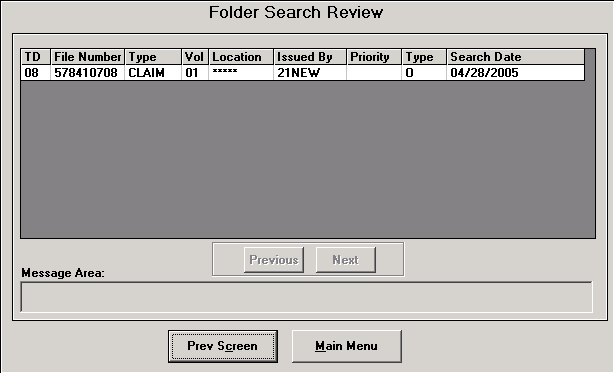 Folder Search Review
TD File Number Type Vol Location Issued By Priority Type Search Date
08 578410708 CLAIM 01 ***** 21NEW O 04/28/2005
Previous Next
Message Area:
Prev Screen Main Menu